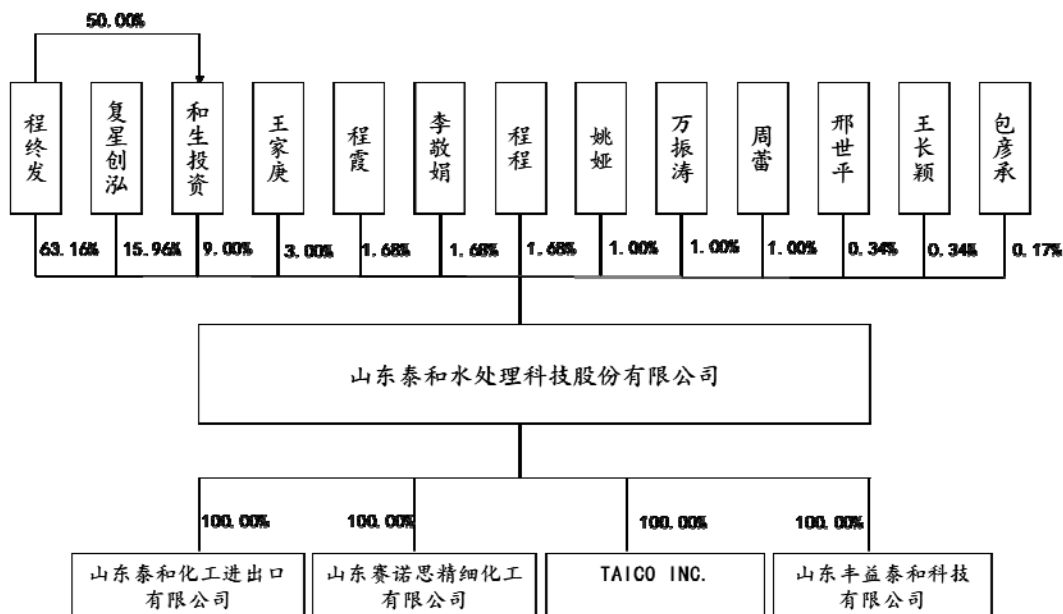 50.00%
程终发
复星创泓
和生投资
王家庚
程霞
李敬娟
程程
姚娅
万振涛
周蕾
邢世平
王长颖
包彦承
63.16%
15.96%
9.00%
3.00%
1.68%
1.68%
1.68%
1.00%
1.00%
1.00%
0.34%
0.34%
0.17%
山东泰和水处理科技股份有限公司
100.00%
100.00%
100.00%
100.00%
山东泰和化工进出口
有限公司
山东赛诺思精细化工
有限公司
TAICO INC.
山东丰益泰和科技
有限公司